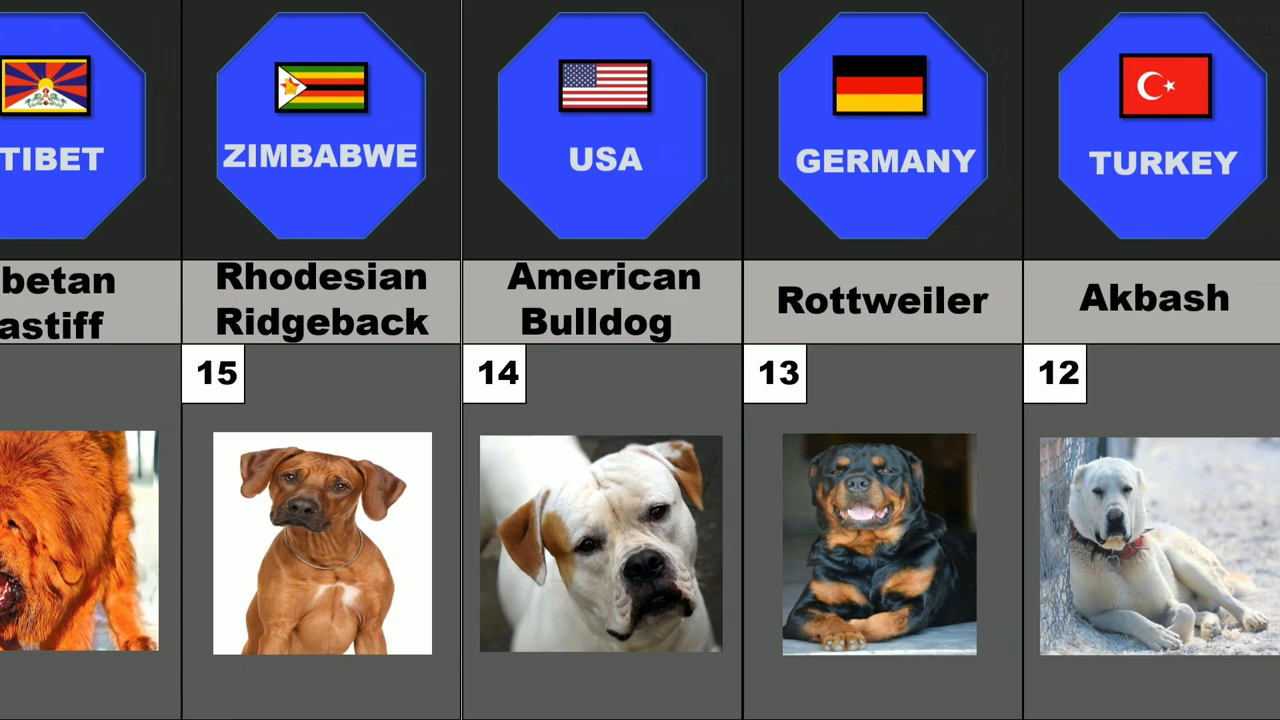 TIBET
ZIMBABWE
USA
GERMANY
TURKEY
betan
astiff
Rhodesian
Ridgeback
American
Bulldog
Rottweiler
Akbash
15
14
13
12